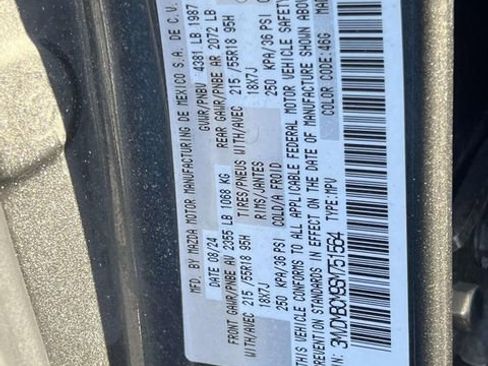 MFD. BY MAZDA MOTOR MANUFACTURING DE MEXICO S.A. DE C.V.
DATE 08/24 GVWR/PNBV 4381 LB 1987
FRONT GAWR/PNBE AV 2355 LB 1068 KG REAR GAWR/PNBE AR 2072 LB
WITH/AVEC 215 /55R18 95H TIRES/PNEUS WITH/AVEC 215 /55R18 95H
18X7J RIMS/JANTES 18X7J
250 KPA/36 PSI COLD/A FROID 250 KPA/36 PSI
THIS VEHICLE CONFORMS TO ALL APPLICABLE FEDERAL MOTOR VEHICLE SAFETY
PREVENTION STANDARDS IN EFFECT ON THE DATE OF MANUFACTURE SHOWN ABOVE
VIN: 3MVDMBCM9SM751564 TYPE:MPV COLOR CODE:46G